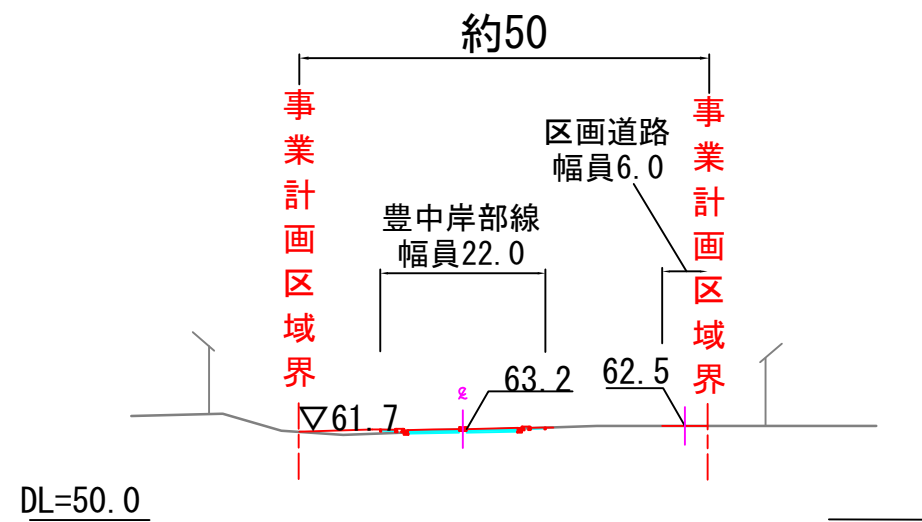 約50
事業計画区域界
事業計画区域界
区画道路
幅員6.0
豊中岸部線
幅員22.0
℄
63.2
62.5
▽61.7
DL=50.0